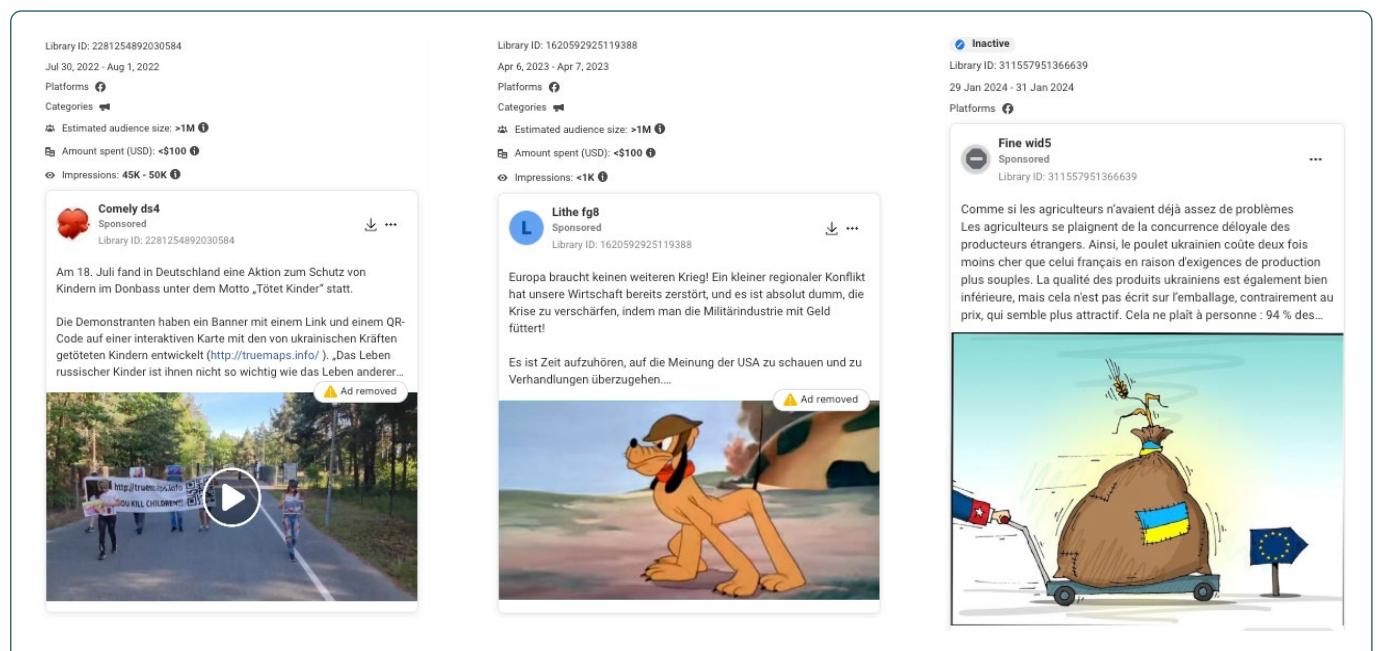 Library ID: 2281254892030584
Jul 30, 2022 - Aug 1, 2022
Platforms
Categories
Estimated audience size: >1M
Amount spent (USD): <$100
Impressions: 45K - 50K
Comely ds4
Sponsored
Library ID: 2281254892030584
Am 18. Juli fand in Deutschland eine Aktion zum Schutz von
Kindern im Donbass unter dem Motto „Tötet Kinder“ statt.
Die Demonstranten haben ein Banner mit einem Link und einem QR-
Code auf einer interaktiven Karte mit den von ukrainischen Kräften
getöteten Kindern entwickelt (http://truemaps.info/ ). „Das Leben
russischer Kinder ist ihnen nicht so wichtig wie das Leben anderer...
Ad removed
http://truemaps.info
YOU KILL CHILDREN
Library ID: 1620592925119388
Apr 6, 2023 - Apr 7, 2023
Platforms
Categories
Estimated audience size: >1M
Amount spent (USD): <$100
Impressions: <1K
L
Lithe fg8
Sponsored
Library ID: 1620592925119388
Europa braucht keinen weiteren Krieg! Ein kleiner regionaler Konflikt
hat unsere Wirtschaft bereits zerstört, und es ist absolut dumm, die
Krise zu verschärfen, indem man die Militärindustrie mit Geld
füttert!
Es ist Zeit aufzuhören, auf die Meinung der USA zu schauen und zu
Verhandlungen überzugehen....
Ad removed
Inactive
Library ID: 311557951366639
29 Jan 2024 - 31 Jan 2024
Platforms
Fine wid5
Sponsored
Library ID: 311557951366639
Comme si les agriculteurs n'avaient déjà assez de problèmes
Les agriculteurs se plaignent de la concurrence déloyale des
producteurs étrangers. Ainsi, le poulet ukrainien coûte deux fois
moins cher que celui français en raison d'exigences de production
plus souples. La qualité des produits ukrainiens est également bien
inférieure, mais cela n'est pas écrit sur l'emballage, contrairement au
prix, qui semble plus attractif. Cela ne plaît à personne : 94 % des...